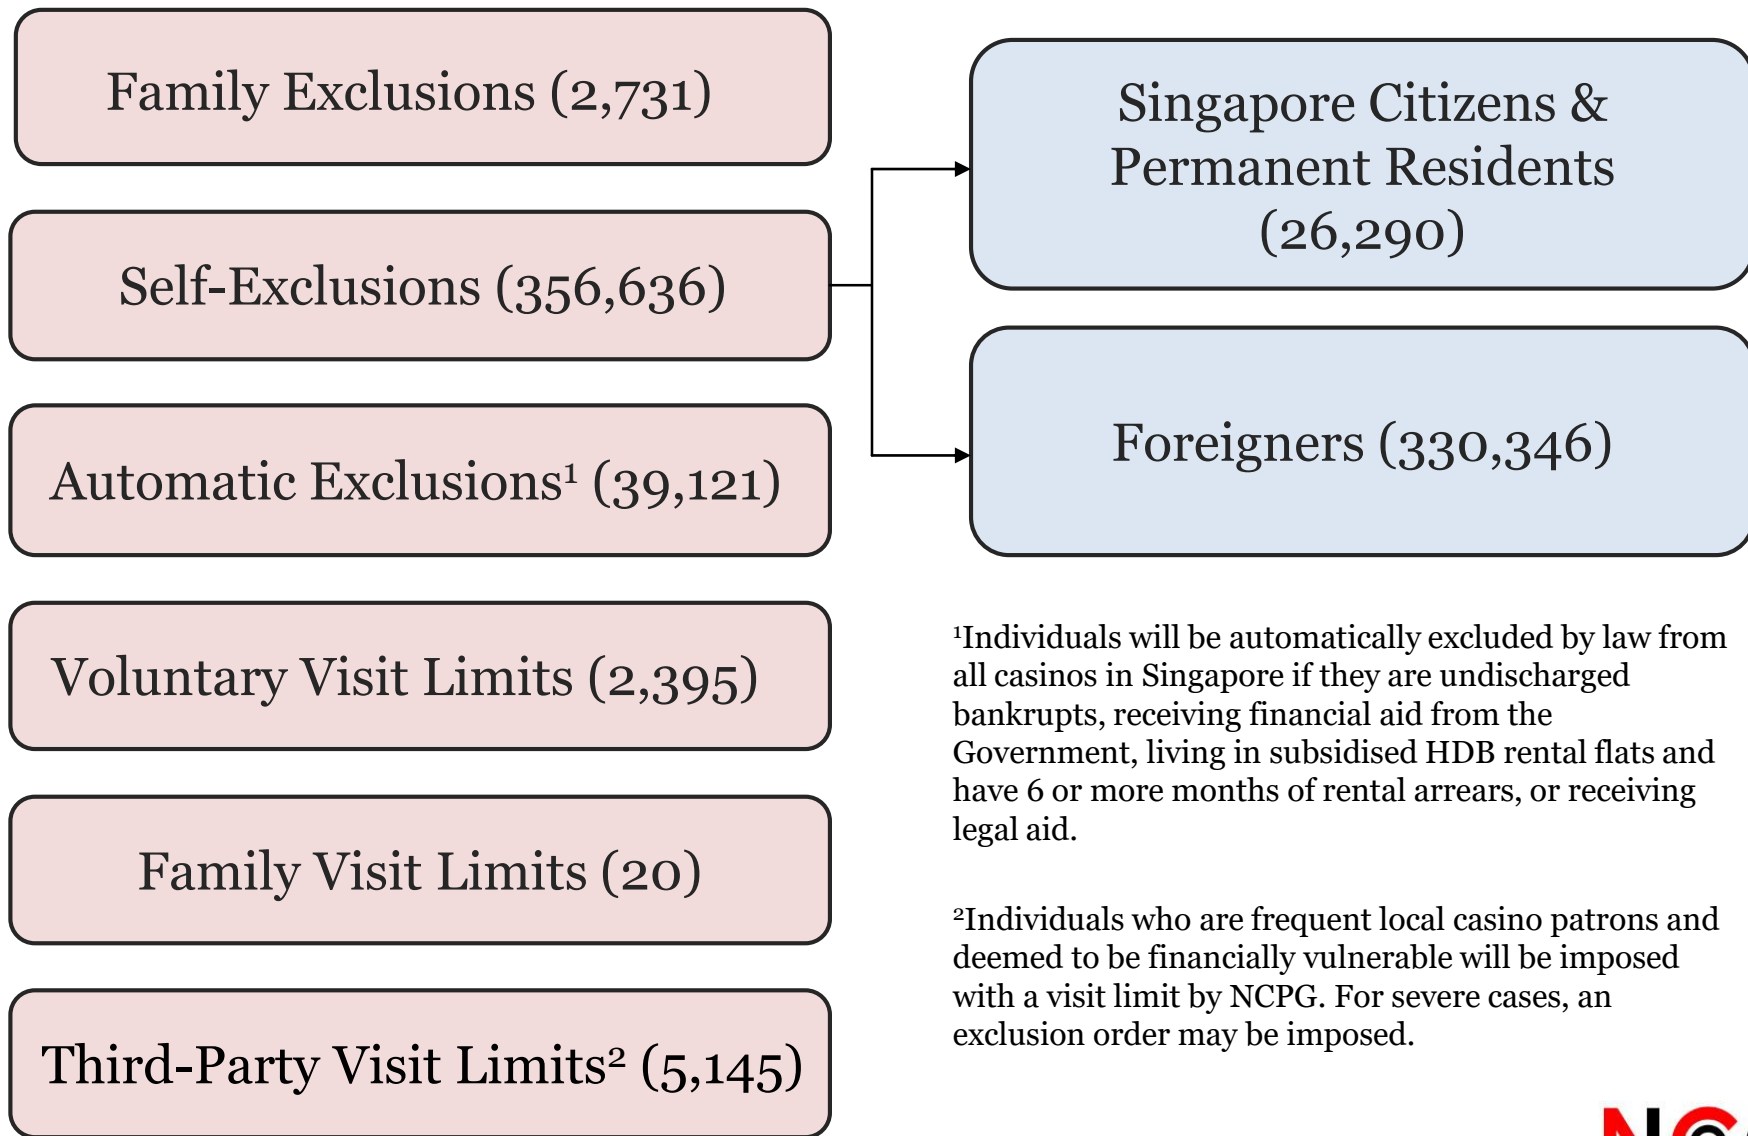 Family Exclusions (2,731)
Self-Exclusions (356,636)
Automatic Exclusions¹ (39,121)
Voluntary Visit Limits (2,395)
Family Visit Limits (20)
Third-Party Visit Limits² (5,145)
Singapore Citizens &
Permanent Residents
(26,290)
Foreigners (330,346)
¹Individuals will be automatically excluded by law from
all casinos in Singapore if they are undischarged
bankrupts, receiving financial aid from the
Government, living in subsidised HDB rental flats and
have 6 or more months of rental arrears, or receiving
legal aid.
²Individuals who are frequent local casino patrons and
deemed to be financially vulnerable will be imposed
with a visit limit by NCPG. For severe cases, an
exclusion order may be imposed.